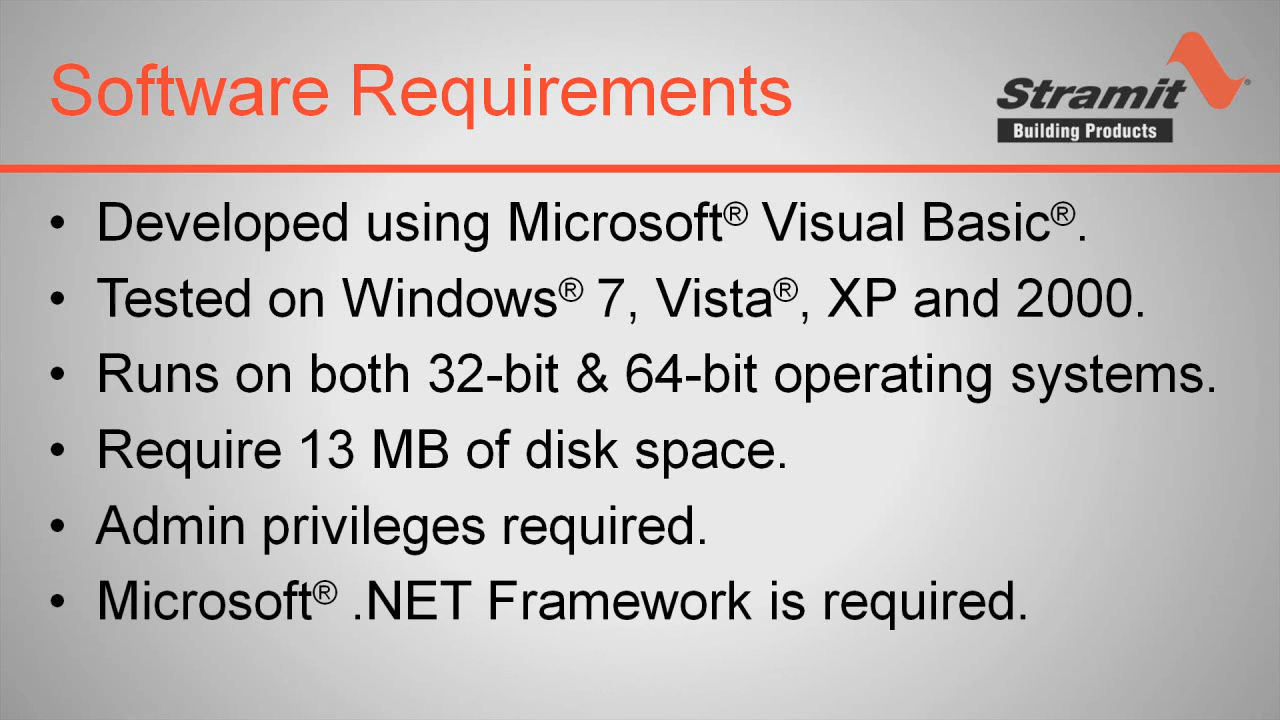 Software Requirements
Stramit®
Building Products
• Developed using Microsoft® Visual Basic®.
• Tested on Windows® 7, Vista®, XP and 2000.
• Runs on both 32-bit & 64-bit operating systems.
• Require 13 MB of disk space.
• Admin privileges required.
• Microsoft® .NET Framework is required.